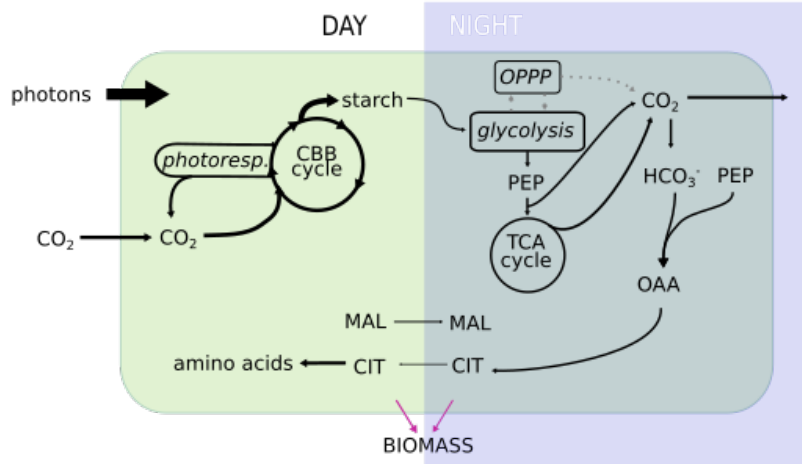 DAY
NIGHT
photons
starch
OPPP
CO₂
glycolysis
photoresp.
CBB
cycle
PEP
HCO₃⁻
PEP
CO₂
CO₂
TCA
cycle
OAA
MAL
MAL
amino acids
CIT
CIT
BIOMASS